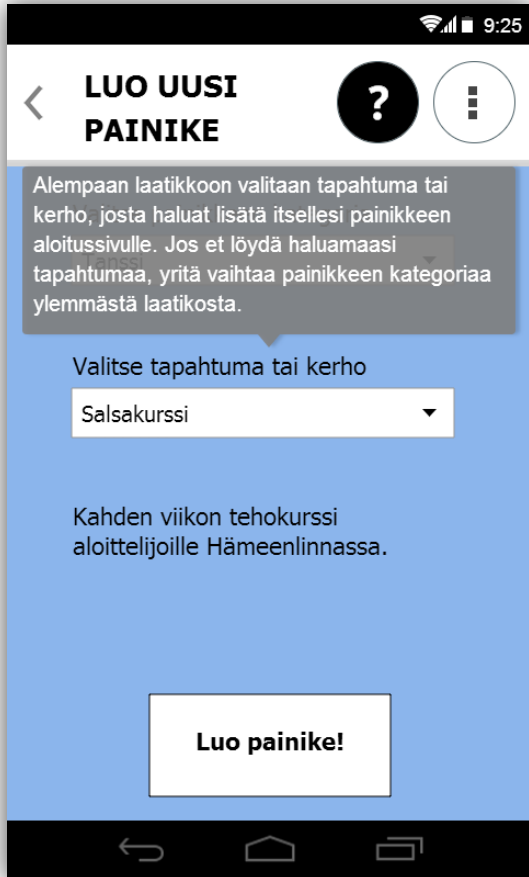 9:25
LUO UUSI
PAINIKE
?
Alempaan laatikkoon valitaan tapahtuma tai
kerho, josta haluat lisätä itsellesi painikkeen
aloitussivulle. Jos et löydä haluamaasi
tapahtumaa, yritä vaihtaa painikkeen kategoriaa
ylemmästä laatikosta.
Tanssi
Valitse tapahtuma tai kerho
Salsakurssi
Kahden viikon tehokurssi
aloittelijoille Hämeenlinnassa.
Luo painike!